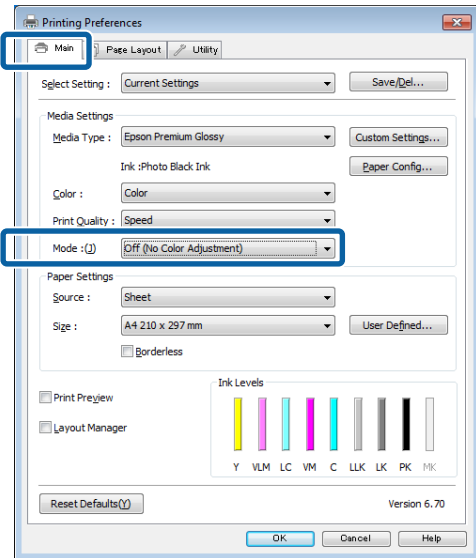 Printing Preferences
Main Page Layout Utility
Select Setting : Current Settings Save/Del...
Media Settings
Media Type : Epson Premium Glossy Custom Settings...
Ink :Photo Black Ink Paper Config...
Color : Color
Print Quality : Speed
Mode :(J) Off (No Color Adjustment)
Paper Settings
Source : Sheet
Size : A4 210 x 297 mm User Defined...
Borderless
Ink Levels
Print Preview
Layout Manager
Y VLM LC VM C LLK LK PK MK
Reset Defaults(Y) Version 6.70
OK Cancel Help